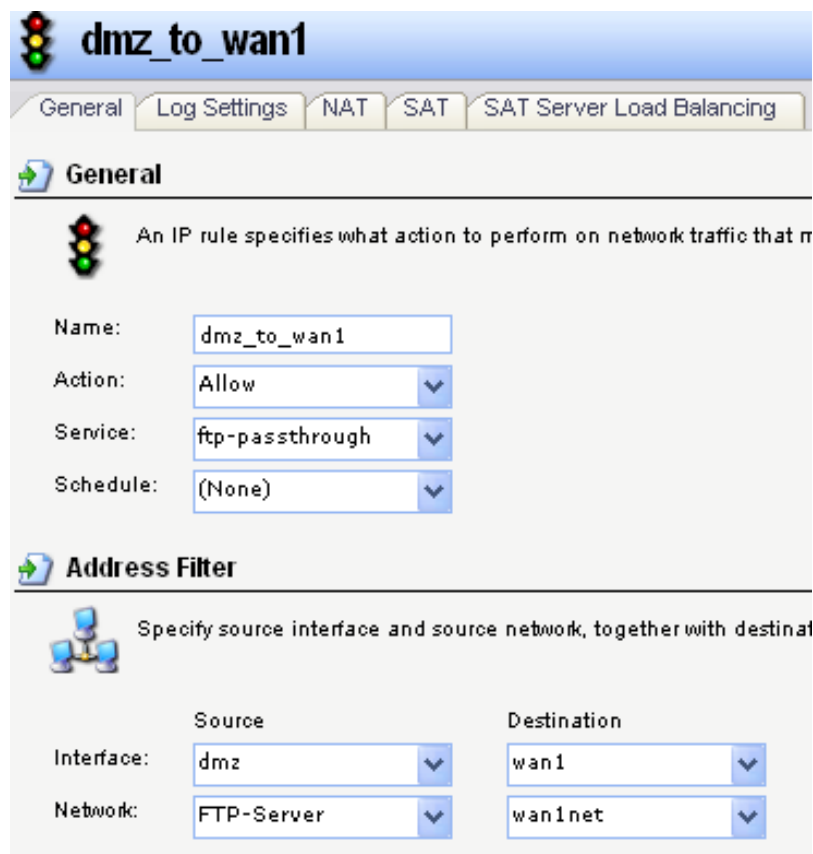 dmz_to_wan1
General Log Settings NAT SAT SAT Server Load Balancing
General
An IP rule specifies what action to perform on network traffic that m
Name: dmz_to_wan1
Action: Allow
Service: ftp-passthrough
Schedule: (None)
Address Filter
Specify source interface and source network, together with destinat
Source Destination
Interface: dmz wan1
Network: FTP-Server wan1net